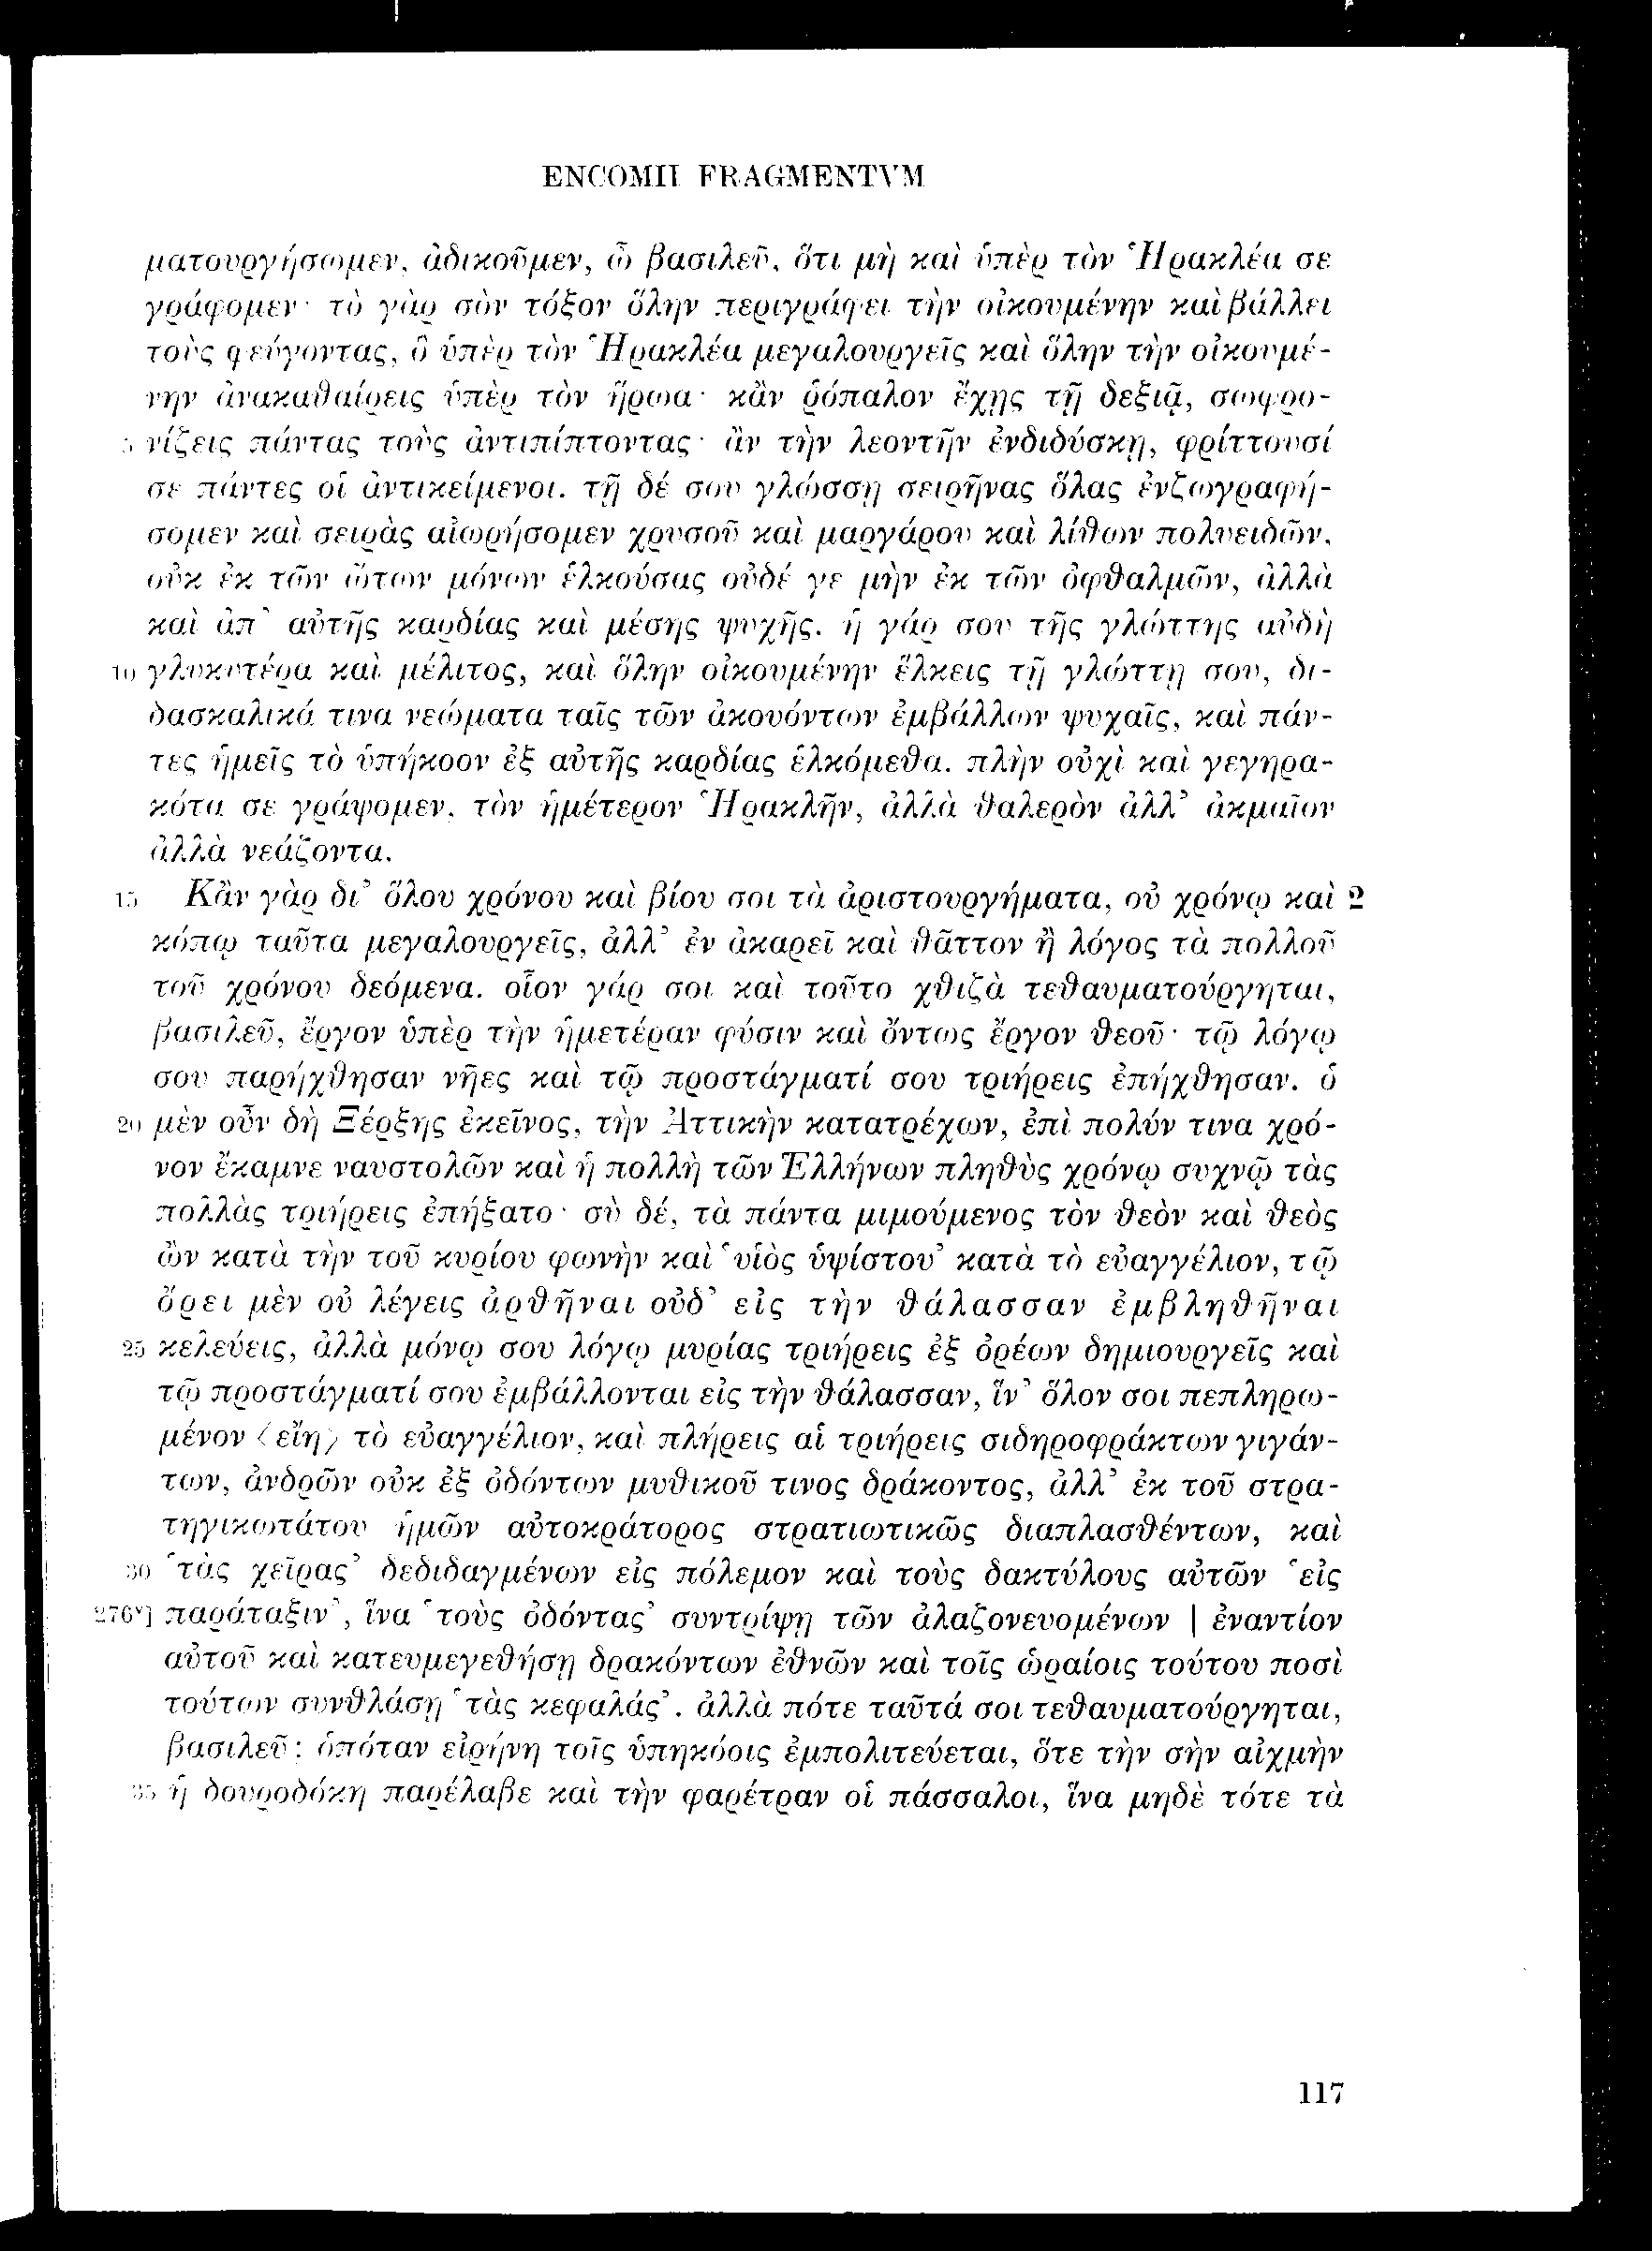 ENCOMII FRAGMENTVM
ματουργήσωμεν, ἀδικοῦμεν, ὦ βασιλεῦ, ὅτι μὴ καὶ ὑπὲρ τὸν Ἡρακλέα σε
γράφομεν· τὸ γὰρ σὸν τόξον ὅλην περιγράφει τὴν οἰκουμένην καὶ βάλλει
τοὺς φεύγοντας, ὃ ὑπὲρ τὸν Ἡρακλέα μεγαλουργεῖς καὶ ὅλην τὴν οἰκουμέ-
νην ἀνακαθαίρεις ὑπὲρ τὸν ἥρωα· κἂν ῥόπαλον ἔχῃς τῇ δεξιᾷ, σωφρο-
5 νίζεις πάντας τοὺς ἀντιπίπτοντας· ἂν τὴν λεοντῆν ἐνδιδύσκῃ, φρίττουσί
σε πάντες οἱ ἀντικείμενοι. τῇ δέ σου γλώσσῃ σειρῆνας ὅλας ἐνζωγραφή-
σομεν καὶ σειρὰς αἰωρήσομεν χρυσοῦ καὶ μαργάρου καὶ λίθων πολυειδῶν,
οὐκ ἐκ τῶν ὤτων μόνων ἑλκούσας οὐδέ γε μὴν ἐκ τῶν ὀφθαλμῶν, ἀλλὰ
καὶ ἀπ’ αὐτῆς καρδίας καὶ μέσης ψυχῆς. ἡ γάρ σου τῆς γλώττης αὐδὴ
10 γλυκυτέρα καὶ μέλιτος, καὶ ὅλην οἰκουμένην ἕλκεις τῇ γλώττῃ σου, δι-
δασκαλικά τινα νεώματα ταῖς τῶν ἀκουόντων ἐμβάλλων ψυχαῖς, καὶ πάν-
τες ἡμεῖς τὸ ὑπήκοον ἐξ αὐτῆς καρδίας ἑλκόμεθα. πλὴν οὐχὶ καὶ γεγηρα-
κότα σε γράψομεν, τὸν ἡμέτερον Ἡρακλῆν, ἀλλὰ θαλερὸν ἀλλ’ ἀκμαῖον
ἀλλὰ νεάζοντα.
15 Κἂν γὰρ δι’ ὅλου χρόνου καὶ βίου σοι τὰ ἀριστουργήματα, οὐ χρόνῳ καὶ 2
κόπῳ ταῦτα μεγαλουργεῖς, ἀλλ’ ἐν ἀκαρεῖ καὶ θᾶττον ἢ λόγος τὰ πολλοῦ
τοῦ χρόνου δεόμενα. οἷον γάρ σοι καὶ τοῦτο χθιζὰ τεθαυματούργηται,
βασιλεῦ, ἔργον ὑπὲρ τὴν ἡμετέραν φύσιν καὶ ὄντως ἔργον θεοῦ· τῷ λόγῳ
σου παρήχθησαν νῆες καὶ τῷ προστάγματί σου τριήρεις ἐπήχθησαν. ὁ
20 μὲν οὖν δὴ Ξέρξης ἐκεῖνος, τὴν Ἀττικὴν κατατρέχων, ἐπὶ πολύν τινα χρό-
νον ἔκαμνε ναυστολῶν καὶ ἡ πολλὴ τῶν Ἑλλήνων πληθὺς χρόνῳ συχνῷ τὰς
πολλὰς τριήρεις ἐπήξατο· σὺ δέ, τὰ πάντα μιμούμενος τὸν θεὸν καὶ θεὸς
ὢν κατὰ τὴν τοῦ κυρίου φωνὴν καὶ ‘υἱὸς ὑψίστου’ κατὰ τὸ εὐαγγέλιον, τῷ
ὄρει μὲν οὐ λέγεις ἀρθῆναι οὐδ’ εἰς τὴν θάλασσαν ἐμβληθῆναι
25 κελεύεις, ἀλλὰ μόνῳ σου λόγῳ μυρίας τριήρεις ἐξ ὀρέων δημιουργεῖς καὶ
τῷ προστάγματί σου ἐμβάλλονται εἰς τὴν θάλασσαν, ἵν’ ὅλον σοι πεπληρω-
μένον ⟨εἴη⟩ τὸ εὐαγγέλιον, καὶ πλήρεις αἱ τριήρεις σιδηροφράκτων γιγάν-
των, ἀνδρῶν οὐκ ἐξ ὀδόντων μυθικοῦ τινος δράκοντος, ἀλλ’ ἐκ τοῦ στρα-
τηγικωτάτου ἡμῶν αὐτοκράτορος στρατιωτικῶς διαπλασθέντων, καὶ
30 ‘τὰς χεῖρας’ δεδιδαγμένων εἰς πόλεμον καὶ τοὺς δακτύλους αὐτῶν ‘εἰς
276ᵛ] παράταξιν’, ἵνα ‘τοὺς ὀδόντας’ συντρίψῃ τῶν ἀλαζονευομένων | ἐναντίον
αὐτοῦ καὶ κατευμεγεθήσῃ δρακόντων ἐθνῶν καὶ τοῖς ὡραίοις τούτου ποσὶ
τούτων συνθλάσῃ ‘τὰς κεφαλάς’. ἀλλὰ πότε ταῦτά σοι τεθαυματούργηται,
βασιλεῦ; ὁπόταν εἰρήνη τοῖς ὑπηκόοις ἐμπολιτεύεται, ὅτε τὴν σὴν αἰχμὴν
35 ἡ δουροδόκη παρέλαβε καὶ τὴν φαρέτραν οἱ πάσσαλοι, ἵνα μηδὲ τότε τὰ
117